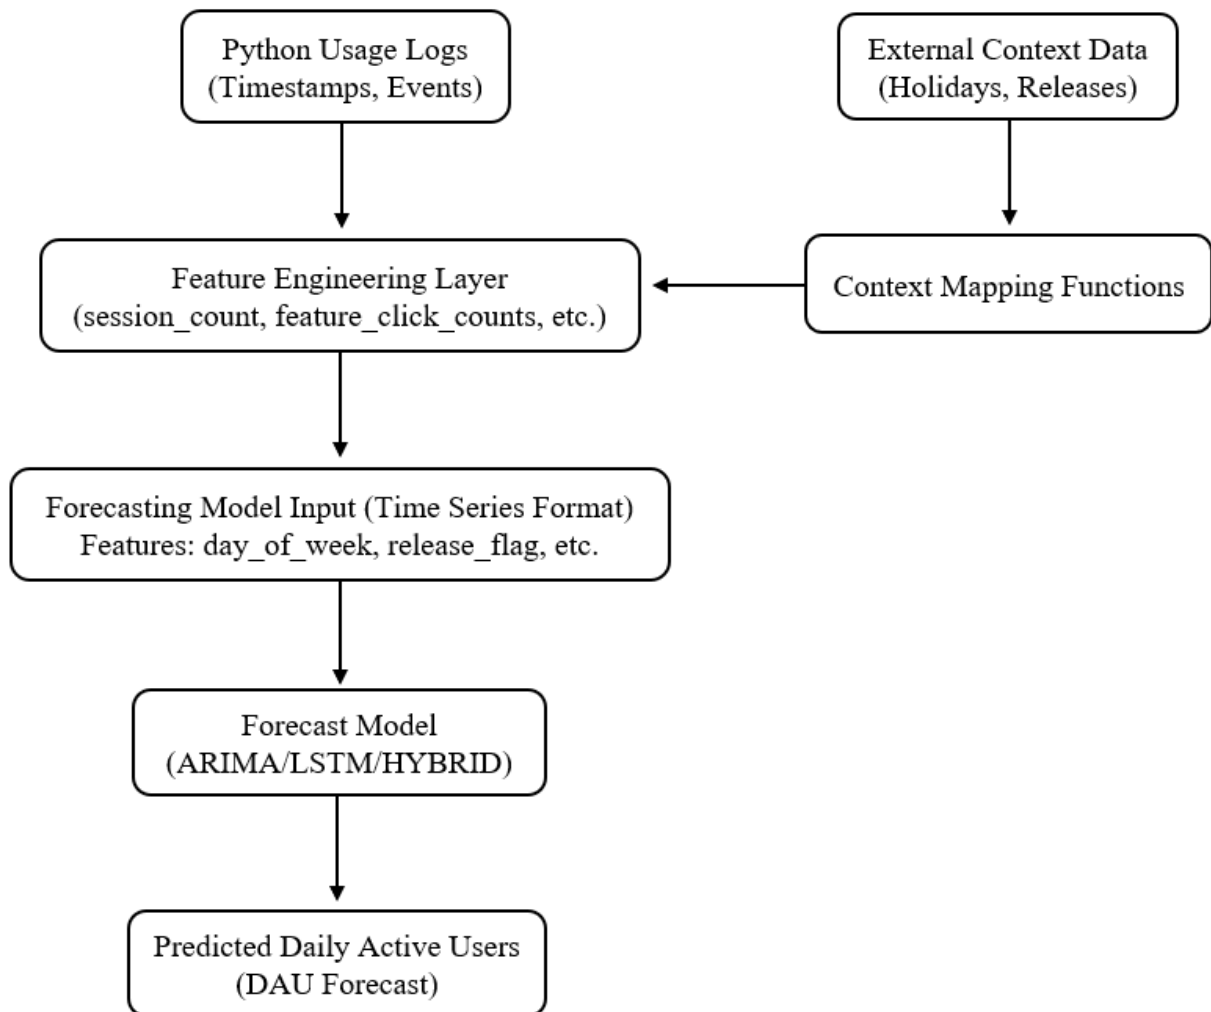 Python Usage Logs
(Timestamps, Events)
External Context Data
(Holidays, Releases)
Feature Engineering Layer
(session_count, feature_click_counts, etc.)
Context Mapping Functions
Forecasting Model Input (Time Series Format)
Features: day_of_week, release_flag, etc.
Forecast Model
(ARIMA/LSTM/HYBRID)
Predicted Daily Active Users
(DAU Forecast)